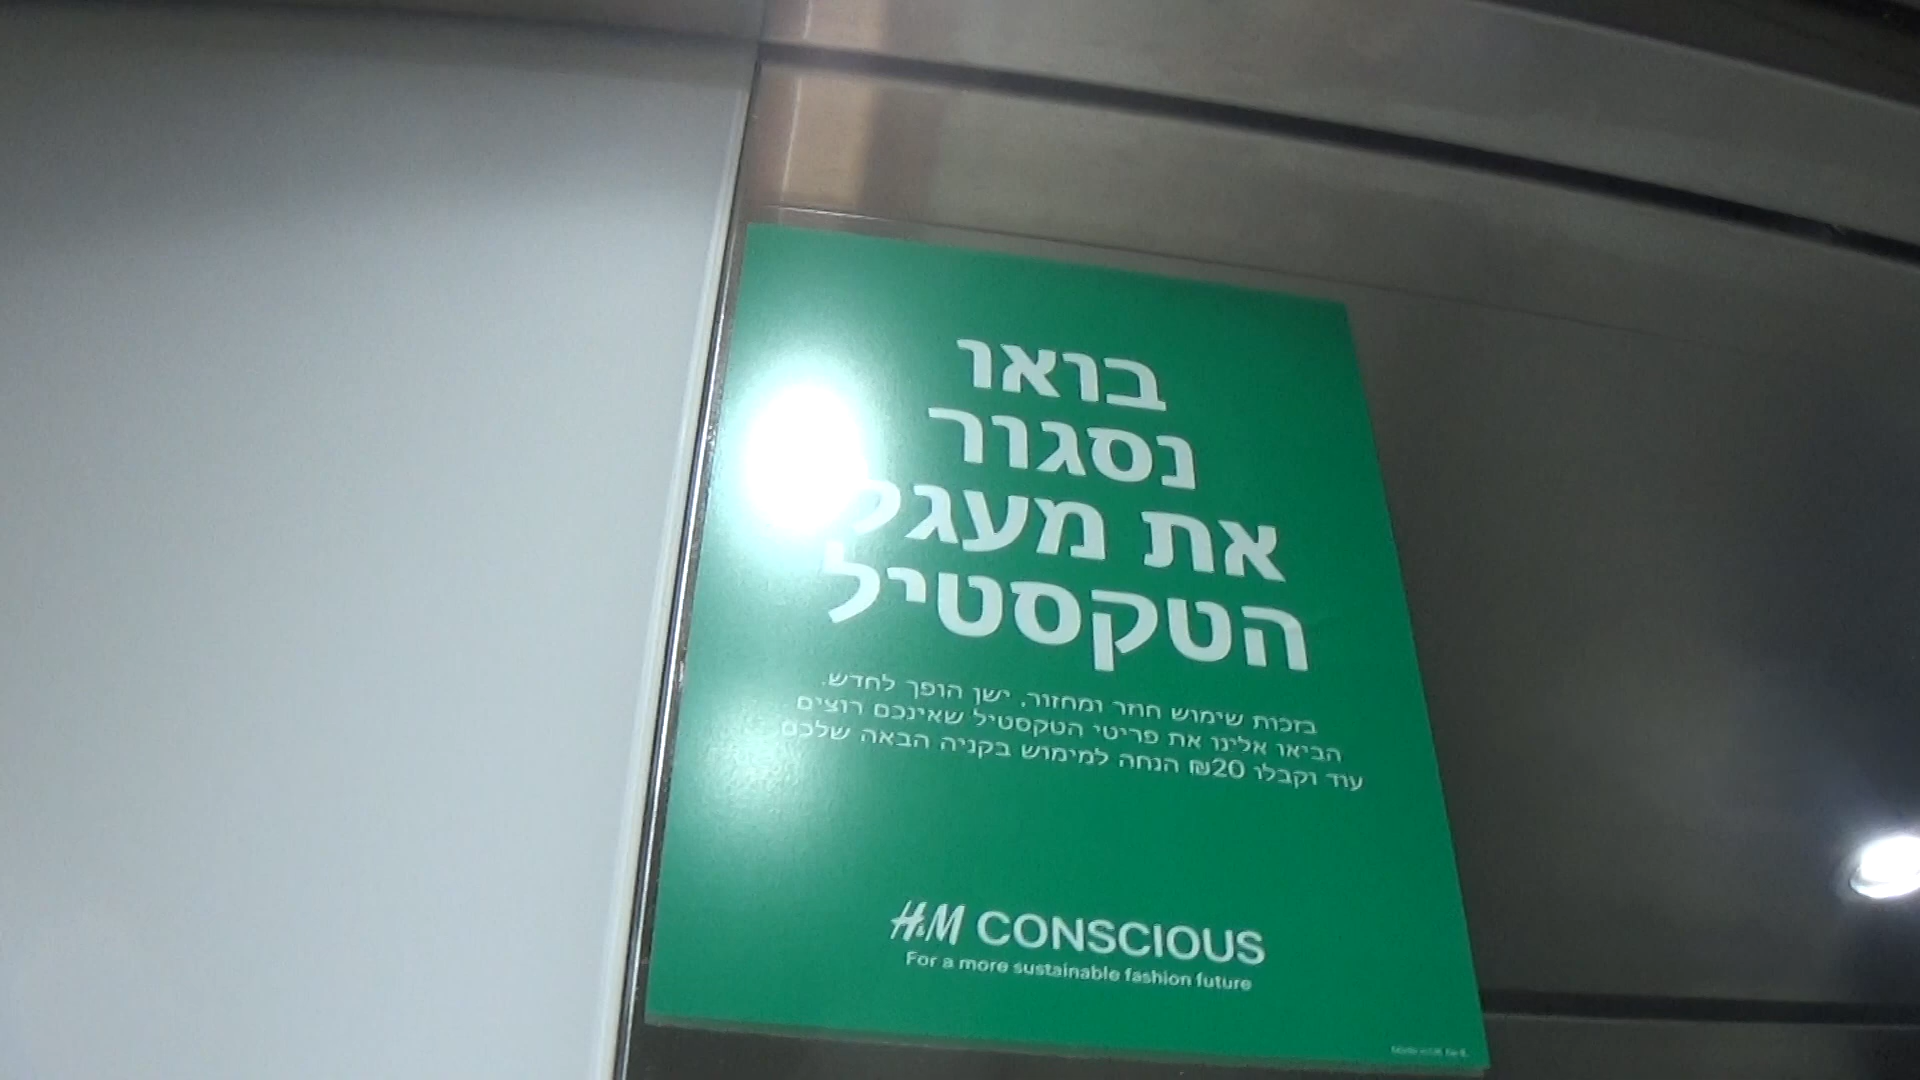 בואו
נסגור
את מעגל
הטקסטיל
בזכות שימוש חוזר ומחזור, ישן הופך לחדש.
הביאו אלינו את פריטי הטקסטיל שאינכם רוצים
עוד וקבלו 20₪ הנחה למימוש בקניה הבאה שלכם
H&M CONSCIOUS
For a more sustainable fashion future